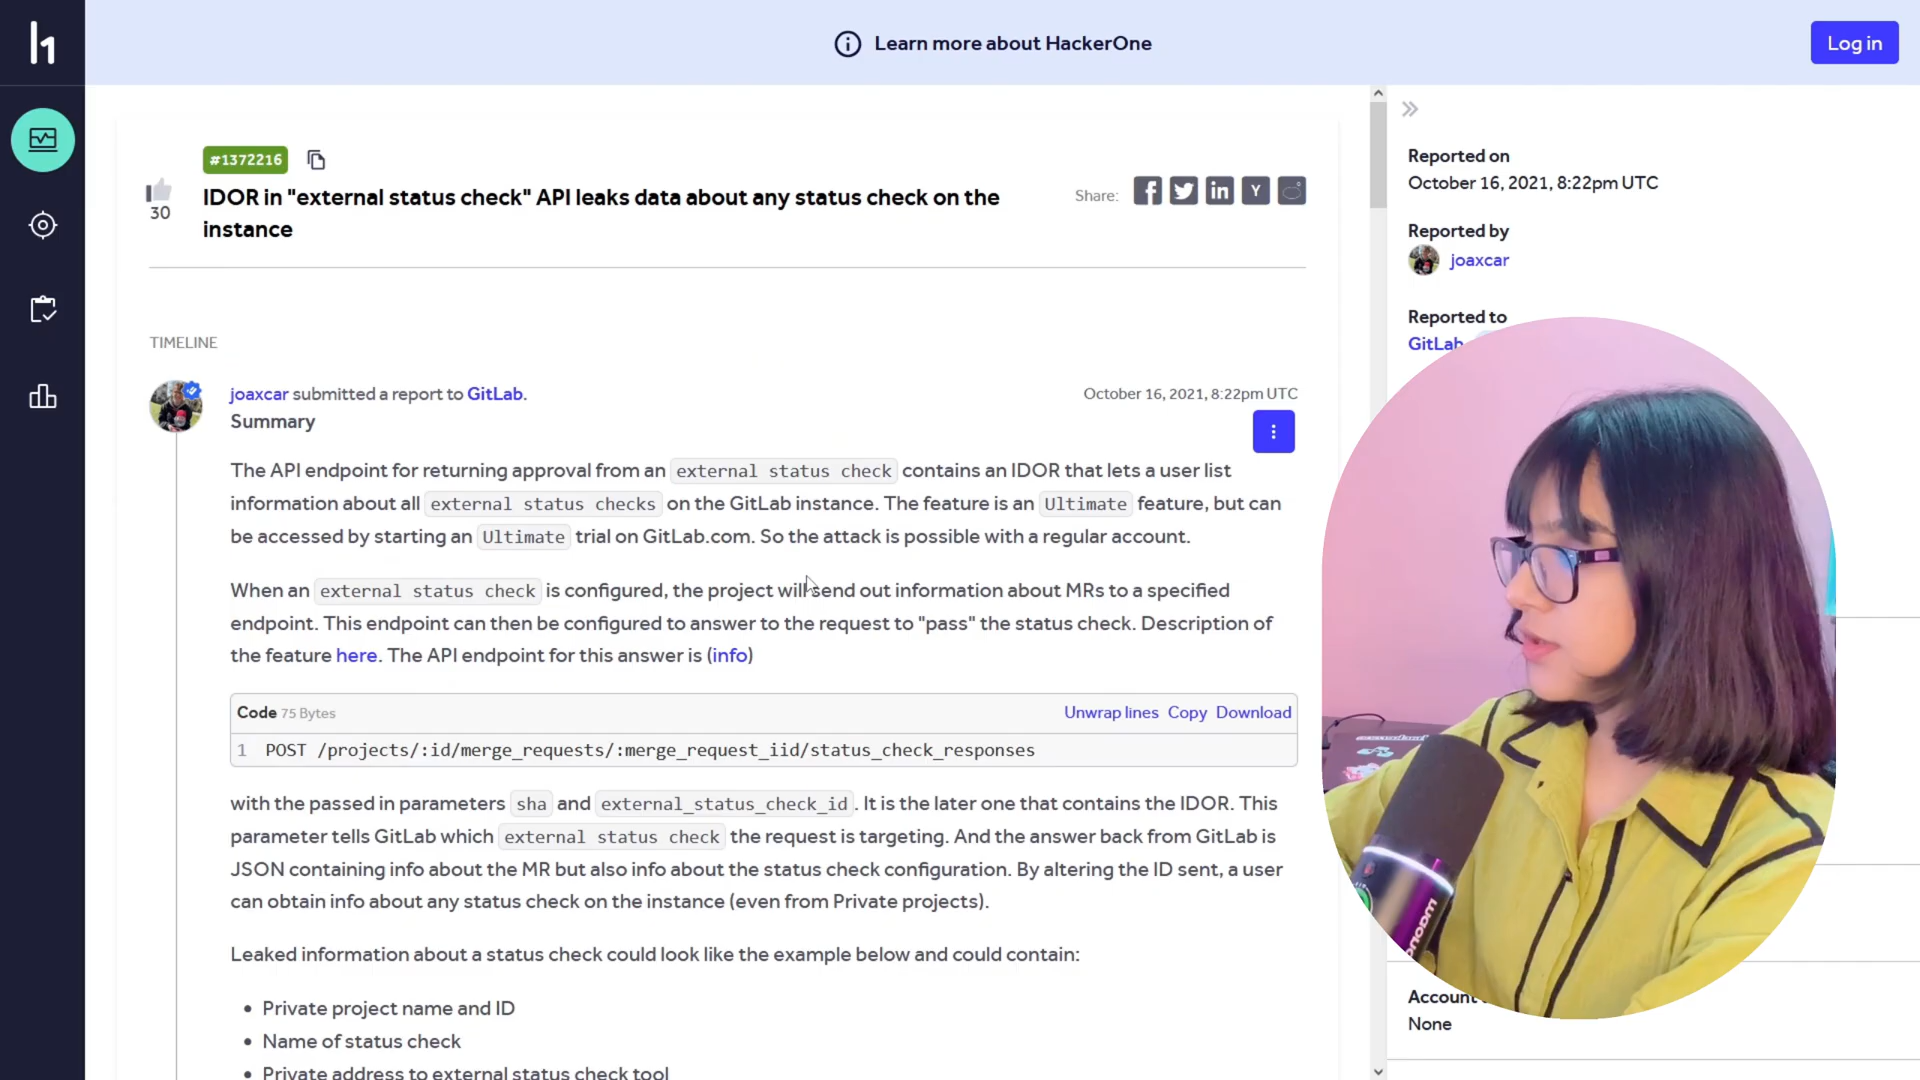 Learn more about HackerOne
Log in
#1372216
30
IDOR in "external status check" API leaks data about any status check on the
instance
Share:
Y
TIMELINE
joaxcar submitted a report to GitLab.
October 16, 2021, 8:22pm UTC
Summary
The API endpoint for returning approval from an external status check contains an IDOR that lets a user list
information about all external status checks on the GitLab instance. The feature is an Ultimate feature, but can
be accessed by starting an Ultimate trial on GitLab.com. So the attack is possible with a regular account.
When an external status check is configured, the project will send out information about MRs to a specified
endpoint. This endpoint can then be configured to answer to the request to "pass" the status check. Description of
the feature here. The API endpoint for this answer is (info)
Code 75 Bytes
Unwrap lines Copy Download
1 POST /projects/:id/merge_requests/:merge_request_iid/status_check_responses
with the passed in parameters sha and external_status_check_id. It is the later one that contains the IDOR. This
parameter tells GitLab which external status check the request is targeting. And the answer back from GitLab is
JSON containing info about the MR but also info about the status check configuration. By altering the ID sent, a user
can obtain info about any status check on the instance (even from Private projects).
Leaked information about a status check could look like the example below and could contain:
• Private project name and ID
• Name of status check
• Private address to external status check tool
Reported on
October 16, 2021, 8:22pm UTC
Reported by
joaxcar
Reported to
GitLab
Account
None
maono